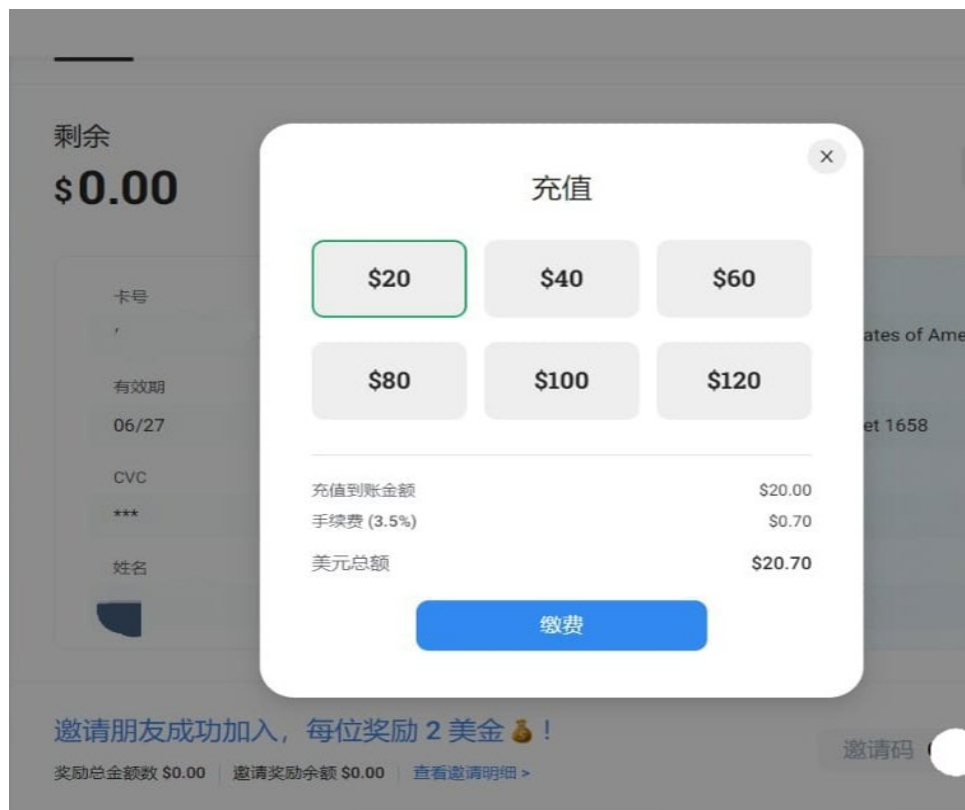 剩余
$0.00
充值
$20 $40 $60
$80 $100 $120
卡号
ates of Ame
有效期
06/27
et 1658
CVC
***
姓名
充值到账金额 $20.00
手续费 (3.5%) $0.70
美元总额 $20.70
缴费
邀请朋友成功加入，每位奖励 2 美金💰！
邀请码
奖励总金额数 $0.00 邀请奖励余额 $0.00 查看邀请明细 >